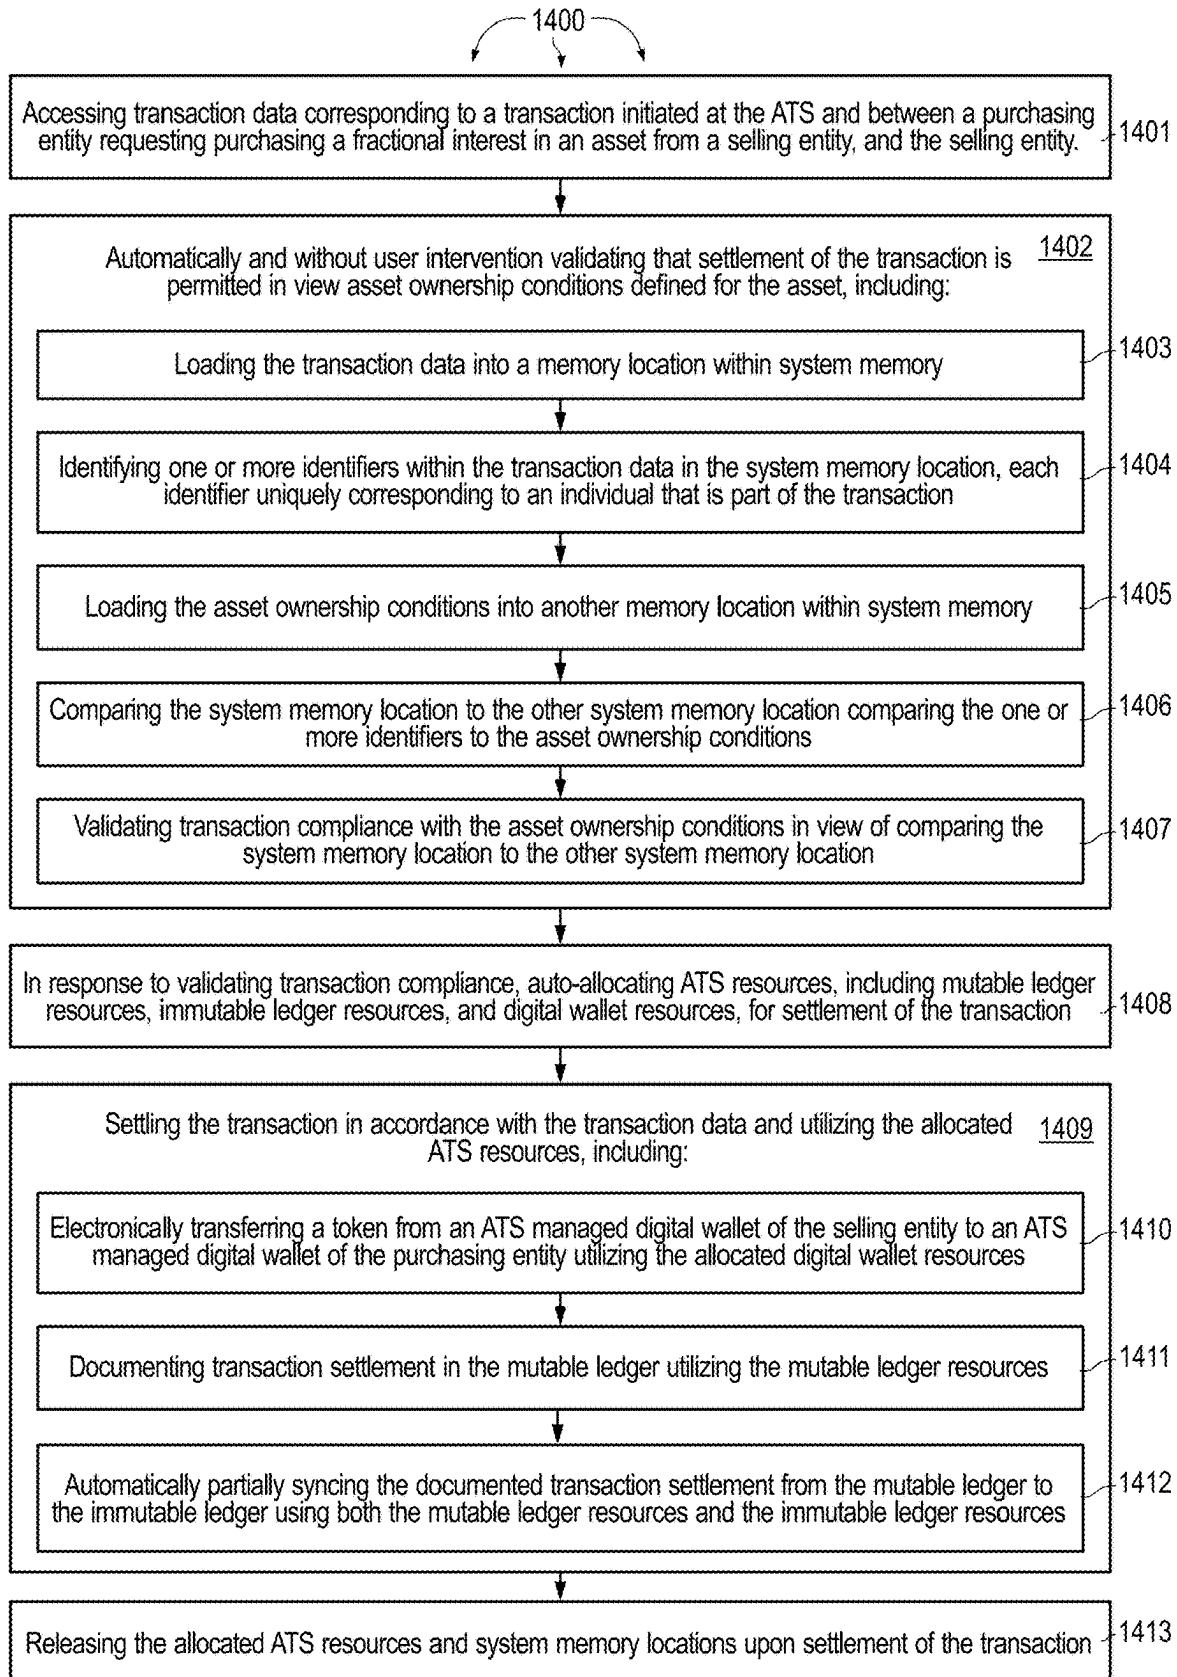 1400
Accessing transaction data corresponding to a transaction initiated at the ATS and between a purchasing
entity requesting purchasing a fractional interest in an asset from a selling entity, and the selling entity.
1401
1402
Automatically and without user intervention validating that settlement of the transaction is
permitted in view asset ownership conditions defined for the asset, including:
Loading the transaction data into a memory location within system memory
1403
Identifying one or more identifiers within the transaction data in the system memory location, each
identifier uniquely corresponding to an individual that is part of the transaction
1404
Loading the asset ownership conditions into another memory location within system memory
1405
Comparing the system memory location to the other system memory location comparing the one or
more identifiers to the asset ownership conditions
1406
Validating transaction compliance with the asset ownership conditions in view of comparing the
system memory location to the other system memory location
1407
In response to validating transaction compliance, auto-allocating ATS resources, including mutable ledger
resources, immutable ledger resources, and digital wallet resources, for settlement of the transaction
1408
Settling the transaction in accordance with the transaction data and utilizing the allocated
ATS resources, including:
1409
Electronically transferring a token from an ATS managed digital wallet of the selling entity to an ATS
managed digital wallet of the purchasing entity utilizing the allocated digital wallet resources
1410
Documenting transaction settlement in the mutable ledger utilizing the mutable ledger resources
1411
Automatically partially syncing the documented transaction settlement from the mutable ledger to
the immutable ledger using both the mutable ledger resources and the immutable ledger resources
1412
Releasing the allocated ATS resources and system memory locations upon settlement of the transaction
1413